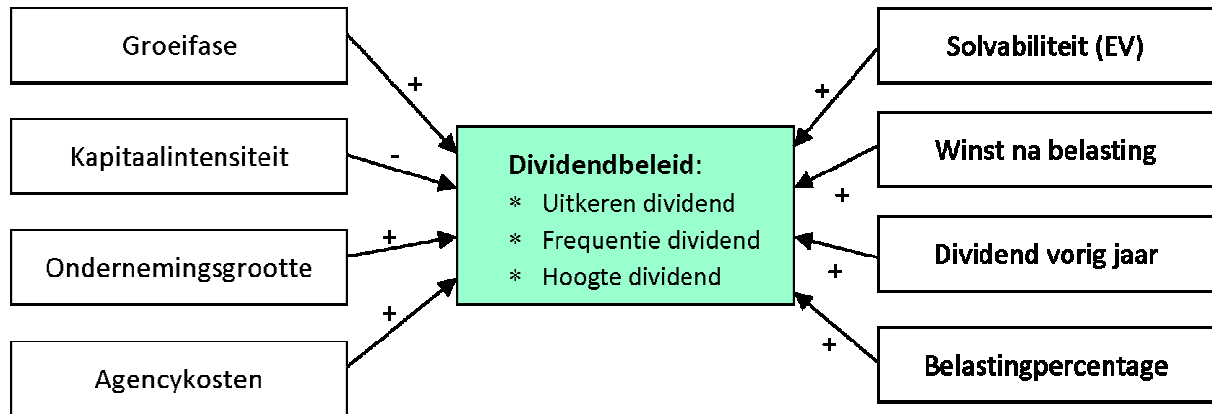 Groeifase
+
Kapitaalintensiteit
-
Ondernemingsgrootte
+
Agencykosten
+
Dividendbeleid:
* Uitkeren dividend
* Frequentie dividend
* Hoogte dividend
Solvabiliteit (EV)
+
Winst na belasting
+
Dividend vorig jaar
+
Belastingpercentage
+